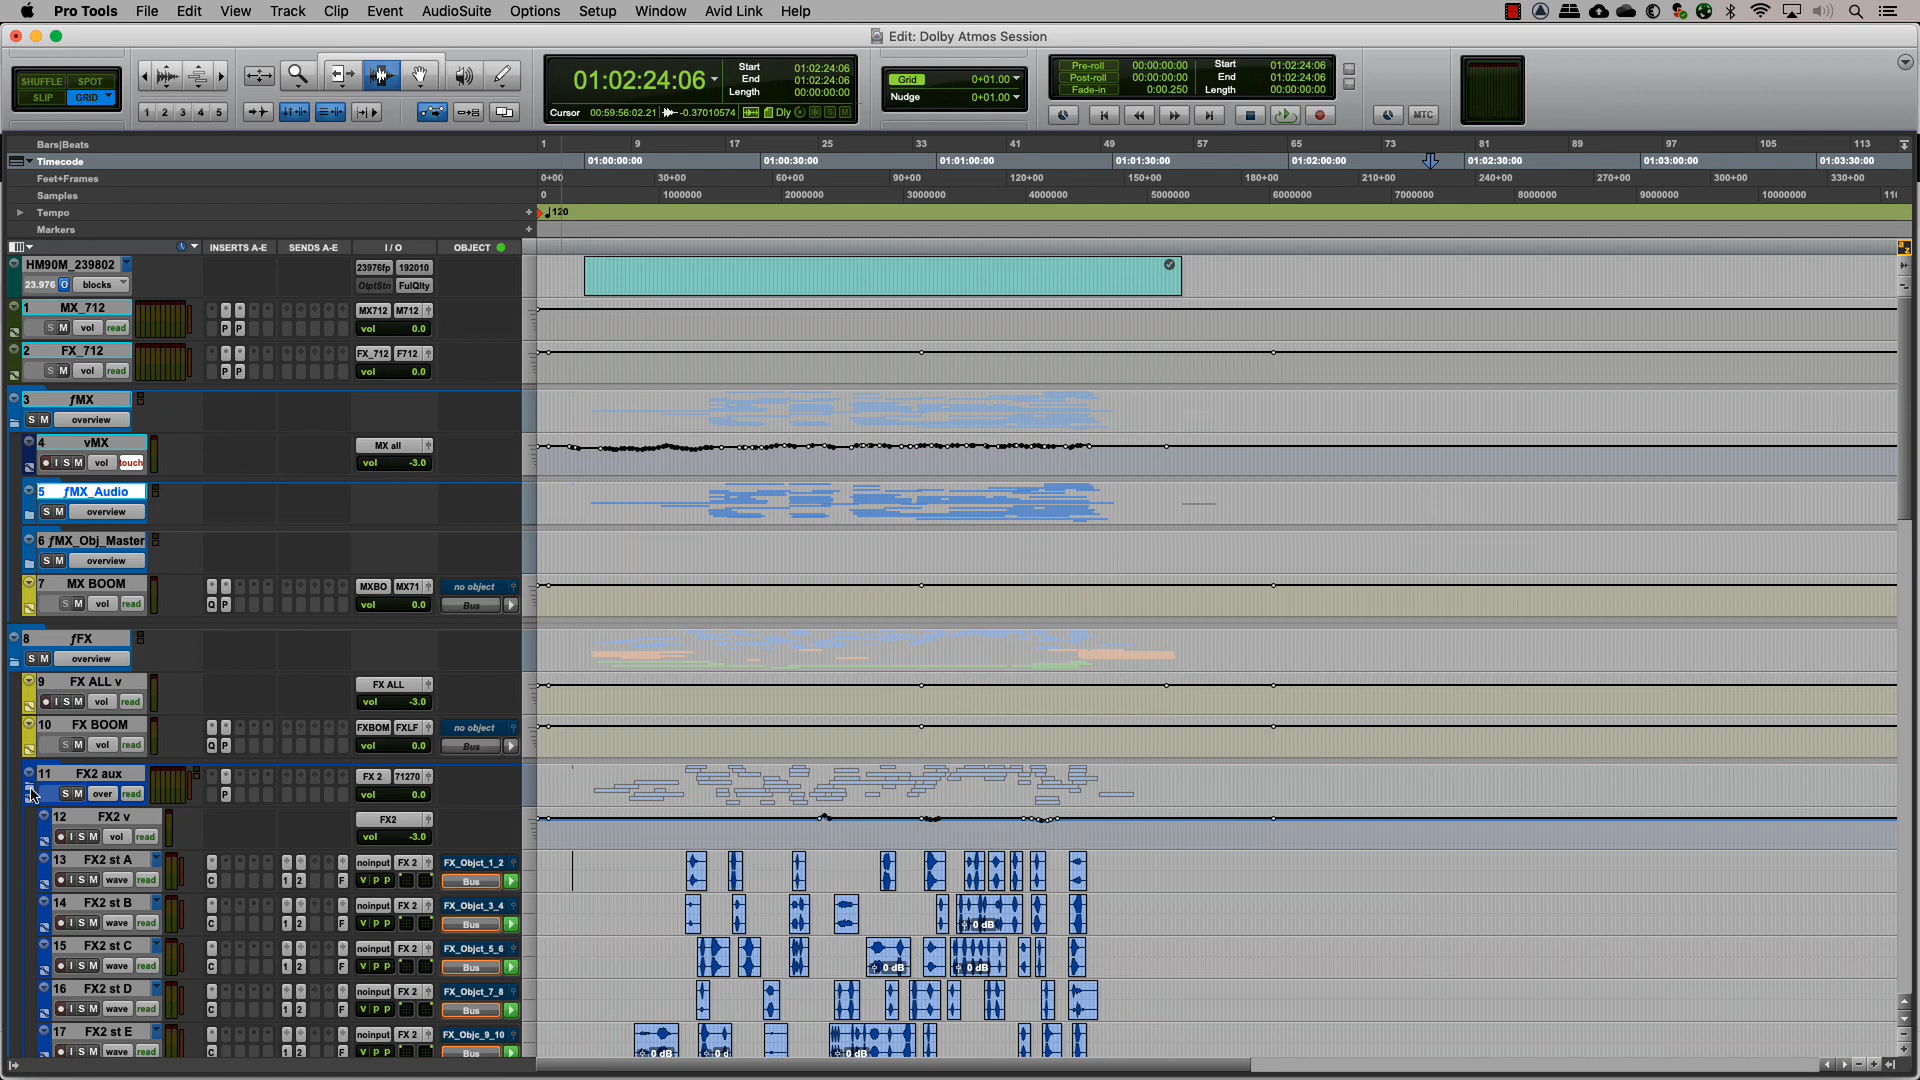 Pro Tools File Edit View Track Clip Event AudioSuite Options Setup Window Avid Link Help
Edit: Dolby Atmos Session
SHUFFLE SPOT
SLIP GRID
1 2 3 4 5
01:02:24:06
Start 01:02:24:06
End 01:02:24:06
Length 00:00:00:00
Cursor 00:59:56:02.21 -0.37010574 Dly
Grid 0+01.00
Nudge 0+01.00
Pre-roll 00:00:00:00
Post-roll 00:00:00:00
Fade-in 0:00.250
Start 01:02:24:06
End 01:02:24:06
Length 00:00:00:00
MTC
Bars|Beats 1 9 17 25 33 41 49 57 65 73 81 89 97 105 113
Timecode 01:00:00:00 01:00:30:00 01:01:00:00 01:01:30:00 01:02:00:00 01:02:30:00 01:03:00:00 01:03:30:00
Feet+Frames 0+00 30+00 60+00 90+00 120+00 150+00 180+00 210+00 240+00 270+00 300+00 330+00
Samples 0 1000000 2000000 3000000 4000000 5000000 6000000 7000000 8000000 9000000 10000000
Tempo 120
Markers
INSERTS A-E SENDS A-E I / O OBJECT
HM90M_239802 23976fp 192010
23.976 O blocks OtptStn FulQlty
1 MX_712 MX712 M712
S M vol read P P vol 0.0
2 FX_712 FX_712 F712
S M vol read P P vol 0.0
3 ƒMX
S M overview
4 vMX MX all
I S M vol touch vol -3.0
5 ƒMX_Audio
S M overview
6 ƒMX_Obj_Master
S M overview
7 MX BOOM MXBO MX71 no object
S M vol read Q P vol 0.0 Bus
8 ƒFX
S M overview
9 FX ALL v FX ALL
I S M vol read vol -3.0
10 FX BOOM FXBOM FXLF no object
S M vol read Q P vol 0.0 Bus
11 FX2 aux FX 2 71270
S M over read P vol 0.0
12 FX2 v FX2
I S M vol read vol -3.0
13 FX2 st A noinput FX 2 FX_Objct_1_2
I S M wave read C 1 2 F V p p Bus
14 FX2 st B noinput FX 2 FX_Objct_3_4
I S M wave read C 1 2 F V p p Bus 0 dB
15 FX2 st C noinput FX 2 FX_Objct_5_6
I S M wave read C 1 2 F V p p Bus 0 dB 0 dB
16 FX2 st D noinput FX 2 FX_Objct_7_8
I S M wave read C 1 2 F V p p Bus
17 FX2 st E noinput FX 2 FX_Objc_9_10
I S M wave read C 1 2 F V p p Bus 0 dB 0 d 0 dB